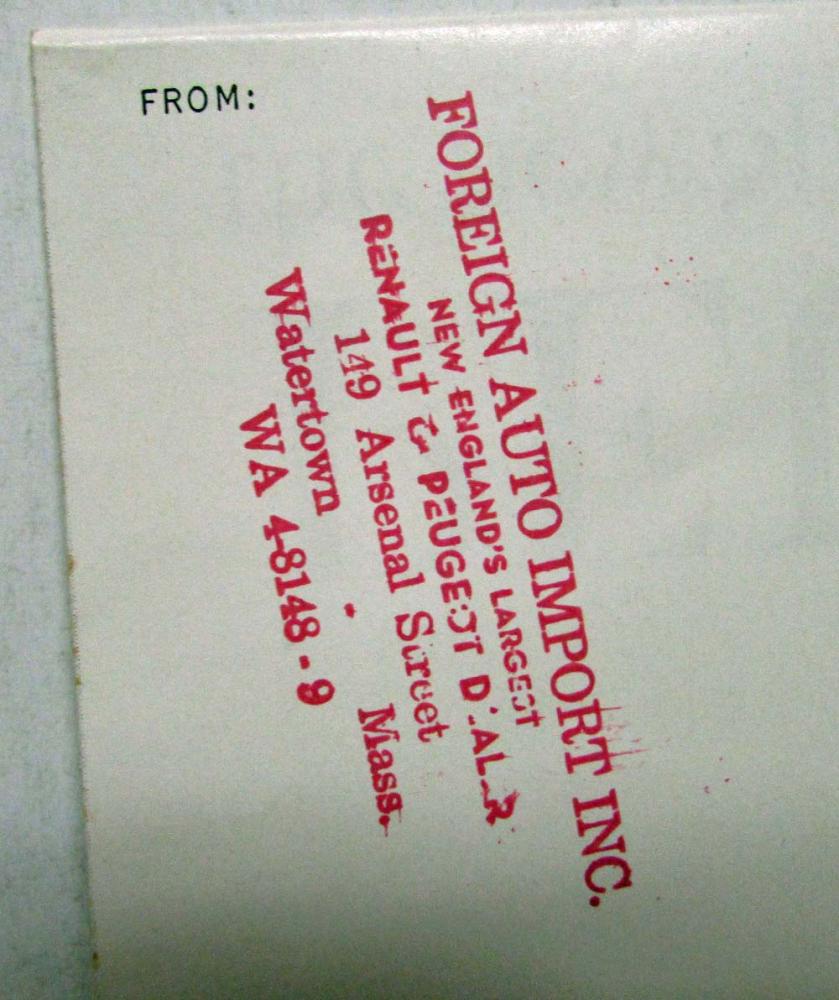 FROM:
FOREIGN AUTO IMPORT INC.
NEW ENGLAND'S LARGEST
RENAULT & PEUGEOT DEALER
149 Arsenal Street
Watertown Mass.
WA 4-8148-9